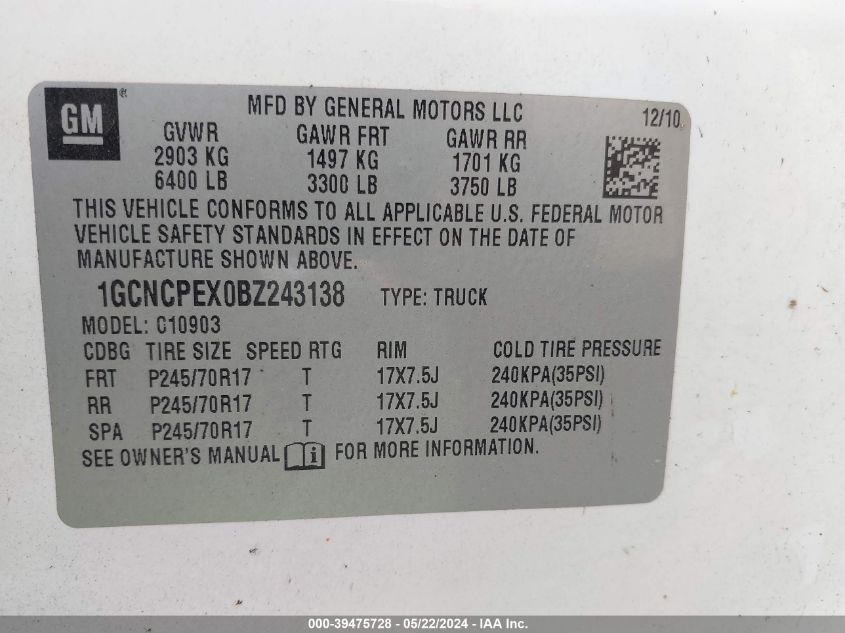 GM
®
MFD BY GENERAL MOTORS LLC
12/10
GVWR GAWR FRT GAWR RR
2903 KG 1497 KG 1701 KG
6400 LB 3300 LB 3750 LB
THIS VEHICLE CONFORMS TO ALL APPLICABLE U.S. FEDERAL MOTOR
VEHICLE SAFETY STANDARDS IN EFFECT ON THE DATE OF
MANUFACTURE SHOWN ABOVE.
1GCNCPEX0BZ243138 TYPE: TRUCK
MODEL: C10903
CDBG TIRE SIZE SPEED RTG RIM COLD TIRE PRESSURE
FRT P245/70R17 T 17X7.5J 240KPA(35PSI)
RR P245/70R17 T 17X7.5J 240KPA(35PSI)
SPA P245/70R17 T 17X7.5J 240KPA(35PSI)
SEE OWNER'S MANUAL i FOR MORE INFORMATION.
000-39475728 - 05/22/2024 - IAA Inc.